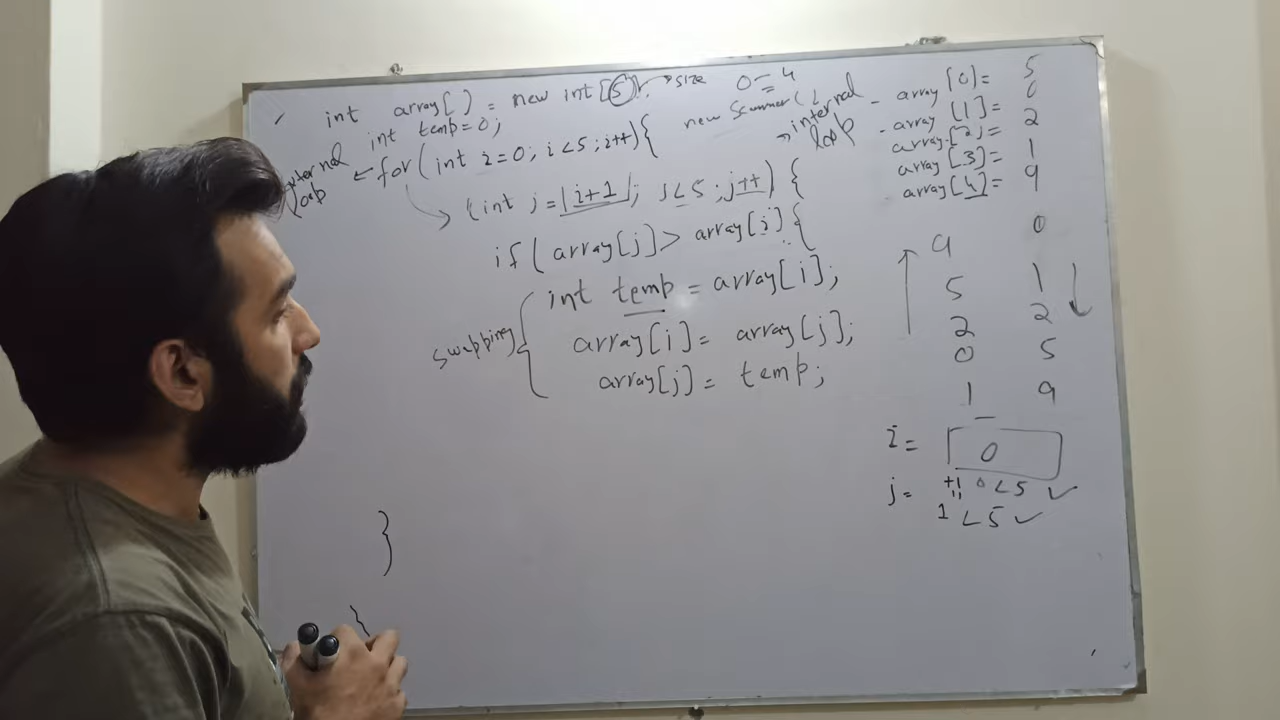 int array[ ] = new int[5]; → size 0 – 4
int temp=0; new Scanner( );
external loop ← for(int i=0; i<5; i++){ → internal loop
(int j=i+1; j<5; j++) {
if( array[j]> array[i] {
int temp = array[i];
swapping { array[i]= array[j];
array[j]= temp;
}
}
- array [0]= 5
- array [1]= 0
array[2]= 2
array [3]= 1
array[4]= 9
9 0
5 1
2 2
0 5
1 9
i= 0
j= +1 0<5 ✓
1<5 ✓